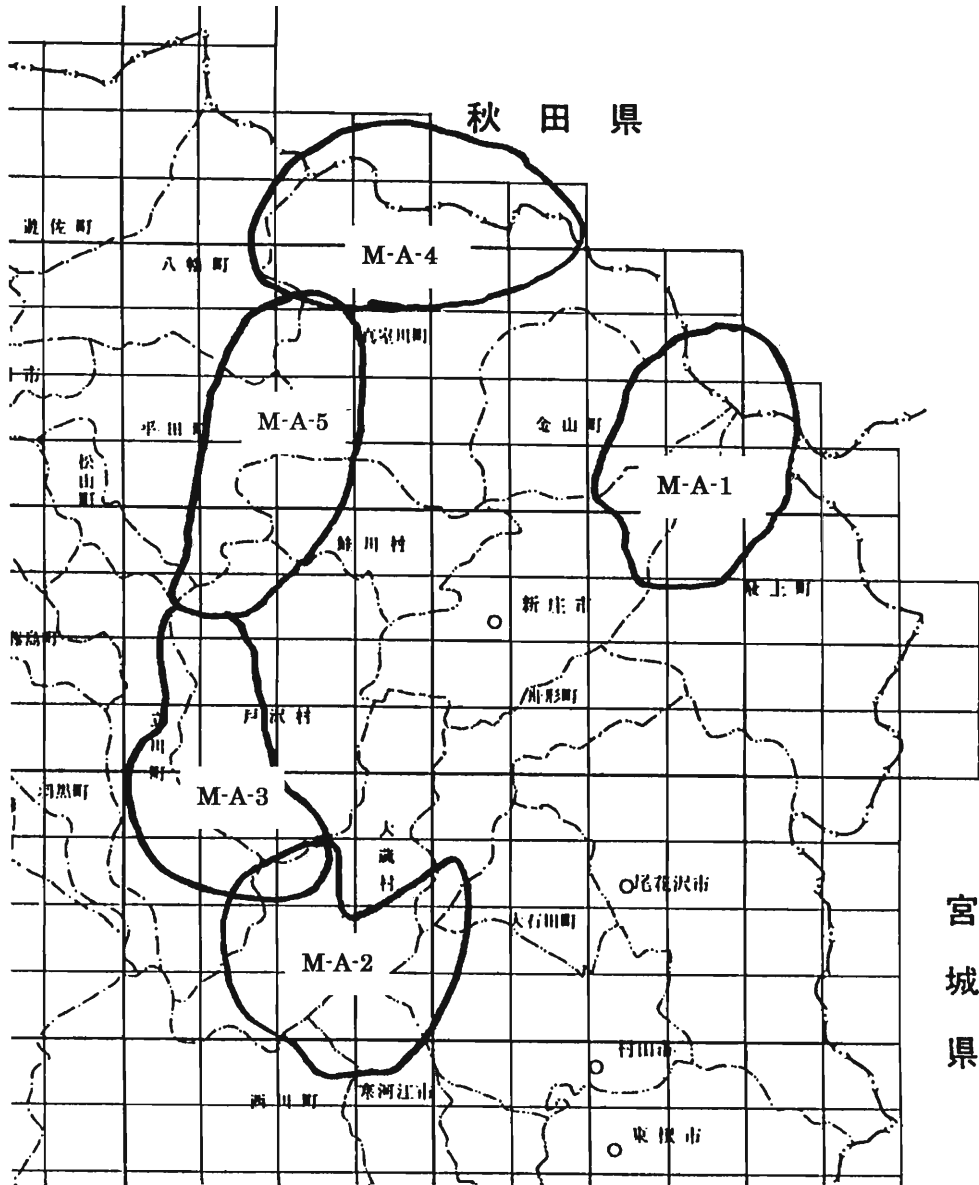 秋田県
遊佐町
八幡町
M-A-4
真室川町
市
平田町
M-A-5
金山町
松山町
M-A-1
鮭川村
新庄市
最上町
舟形町
戸沢村
立川町
羽黒町
M-A-3
大蔵村
尾花沢市
大石田町
宮城県
M-A-2
村田市
西川町
寒河江市
東根市